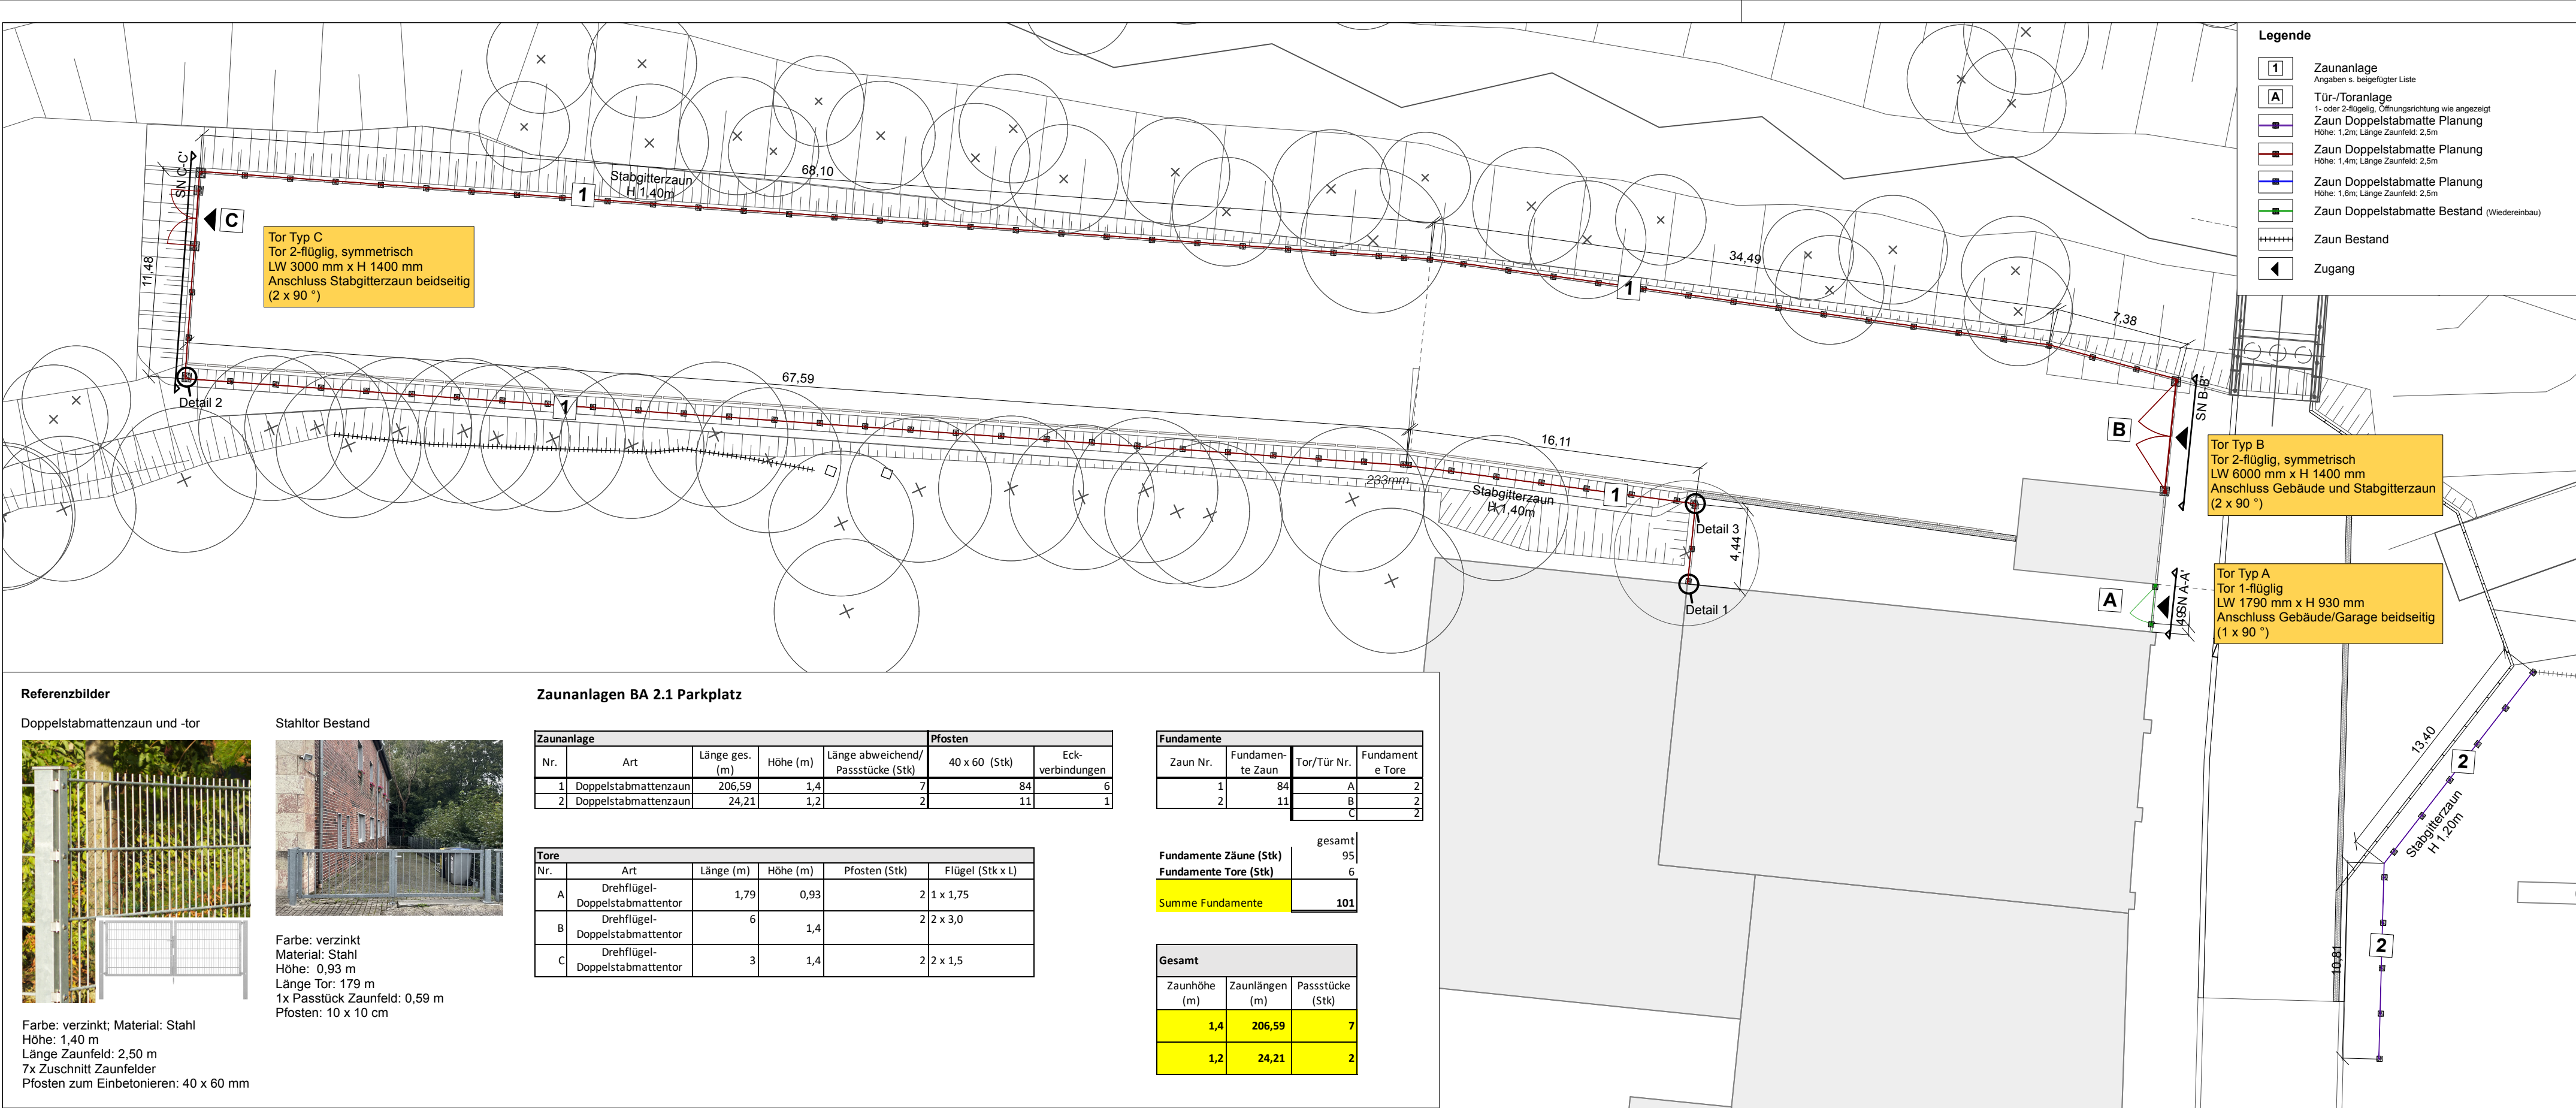 Legende
1
Zaunanlage
Angaben s. beigefügter Liste
A
Tür-/Toranlage
1- oder 2-flügelig, Öffnungsrichtung wie angezeigt
Zaun Doppelstabmatte Planung
Höhe: 1,2m; Länge Zaunfeld: 2,5m
Zaun Doppelstabmatte Planung
Höhe: 1,4m; Länge Zaunfeld: 2,5m
Zaun Doppelstabmatte Planung
Höhe: 1,6m; Länge Zaunfeld: 2,5m
Zaun Doppelstabmatte Bestand (Wiedereinbau)
Zaun Bestand
Zugang
SN C-C'
C
11,48
Tor Typ C
Tor 2-flüglig, symmetrisch
LW 3000 mm x H 1400 mm
Anschluss Stabgitterzaun beidseitig
(2 x 90 °)
1
Stabgitterzaun
H 1,40m
68,10
34,49
1
7,38
Detail 2
67,59
1
16,11
233mm
Stabgitterzaun
H 1,40m
1
Detail 3
4,44
Detail 1
B
SN B-B'
Tor Typ B
Tor 2-flüglig, symmetrisch
LW 6000 mm x H 1400 mm
Anschluss Gebäude und Stabgitterzaun
(2 x 90 °)
A
SN A-A'
Tor Typ A
Tor 1-flüglig
LW 1790 mm x H 930 mm
Anschluss Gebäude/Garage beidseitig
(1 x 90 °)
13,40
2
Stabgitterzaun
H 1,20m
2
10,81
Referenzbilder
Doppelstabmattenzaun und -tor
Farbe: verzinkt; Material: Stahl
Höhe: 1,40 m
Länge Zaunfeld: 2,50 m
7x Zuschnitt Zaunfelder
Pfosten zum Einbetonieren: 40 x 60 mm
Stahltor Bestand
Farbe: verzinkt
Material: Stahl
Höhe: 0,93 m
Länge Tor: 179 m
1x Passtück Zaunfeld: 0,59 m
Pfosten: 10 x 10 cm
Zaunanlagen BA 2.1 Parkplatz
Zaunanlage Pfosten
Nr. Art Länge ges. (m) Höhe (m) Länge abweichend/ Passstücke (Stk) 40 x 60 (Stk) Eck-verbindungen
1 Doppelstabmattenzaun 206,59 1,4 7 84 6
2 Doppelstabmattenzaun 24,21 1,2 2 11 1
Tore
Nr. Art Länge (m) Höhe (m) Pfosten (Stk) Flügel (Stk x L)
A Drehflügel-Doppelstabmattentor 1,79 0,93 2 1 x 1,75
B Drehflügel-Doppelstabmattentor 6 1,4 2 2 x 3,0
C Drehflügel-Doppelstabmattentor 3 1,4 2 2 x 1,5
Fundamente
Zaun Nr. Fundamen-te Zaun Tor/Tür Nr. Fundament e Tore
1 84 A 2
2 11 B 2
C 2
gesamt
Fundamente Zäune (Stk) 95
Fundamente Tore (Stk) 6
Summe Fundamente 101
Gesamt
Zaunhöhe (m) Zaunlängen (m) Passstücke (Stk)
1,4 206,59 7
1,2 24,21 2